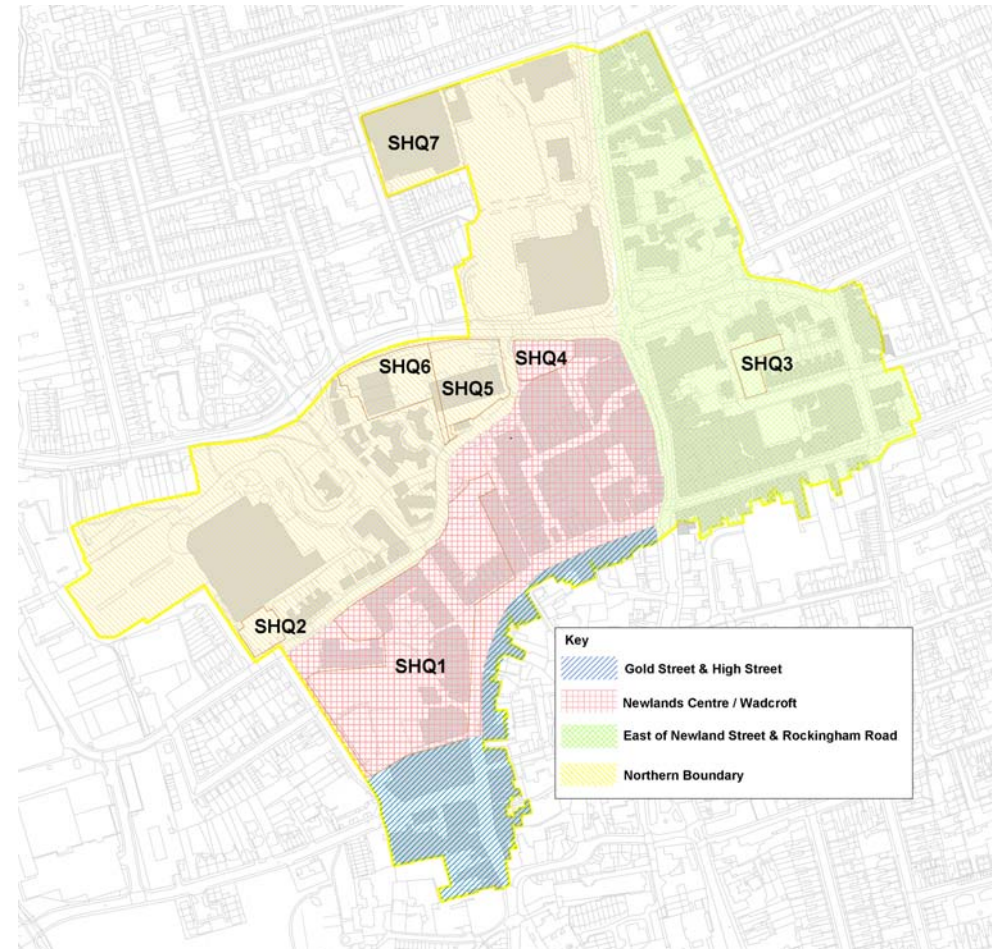 SHQ7
SHQ4
SHQ6
SHQ3
SHQ5
SHQ2
SHQ1
Key
Gold Street & High Street
Newlands Centre / Wadcroft
East of Newland Street & Rockingham Road
Northern Boundary